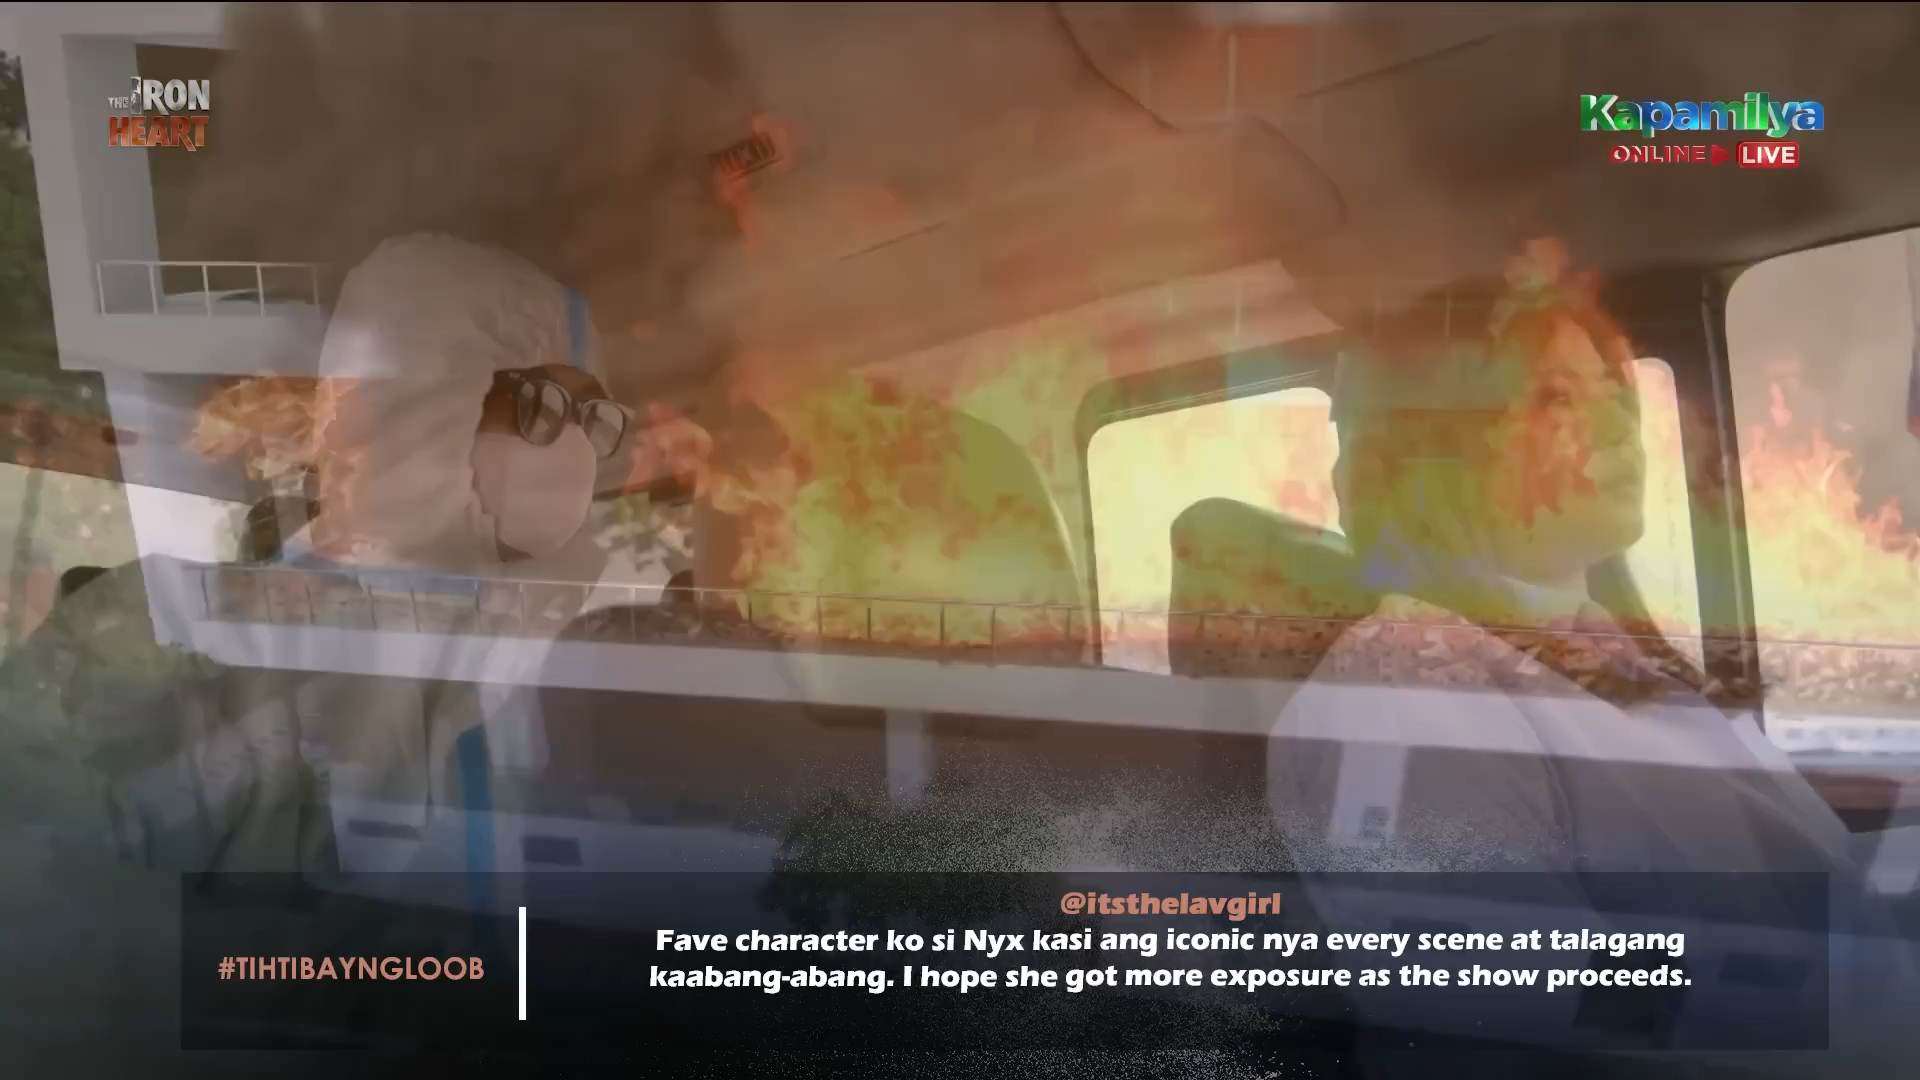 THE IRON
HEART
Kapamilya
ONLINE LIVE
@itsthelavgirl
Fave character ko si Nyx kasi ang iconic nya every scene at talagang
kaabang-abang. I hope she got more exposure as the show proceeds.
#TIHTIBAYNGLOOB